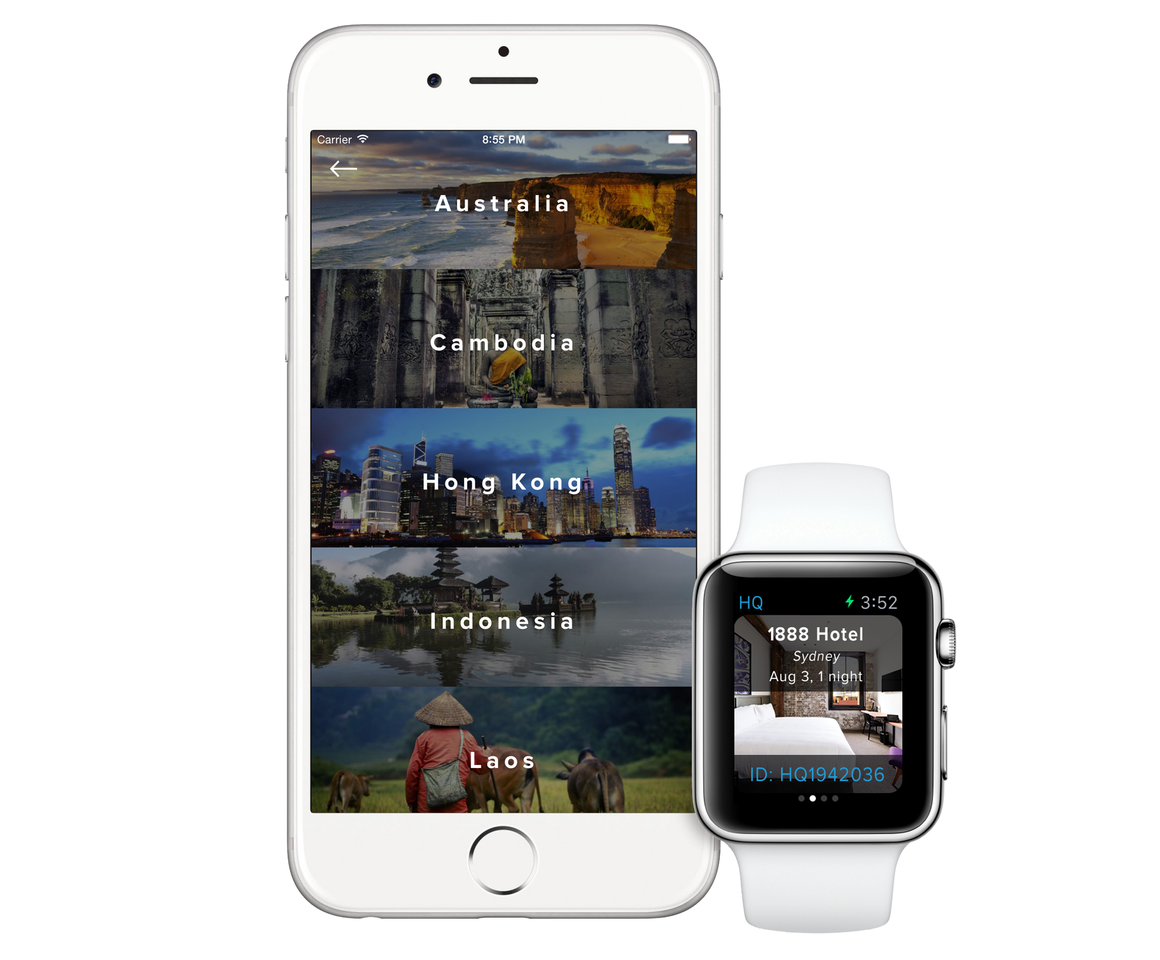 Carrier 8:55 PM
Australia
Cambodia
Hong Kong
Indonesia
Laos
HQ 3:52
1888 Hotel
Sydney
Aug 3, 1 night
ID: HQ1942036